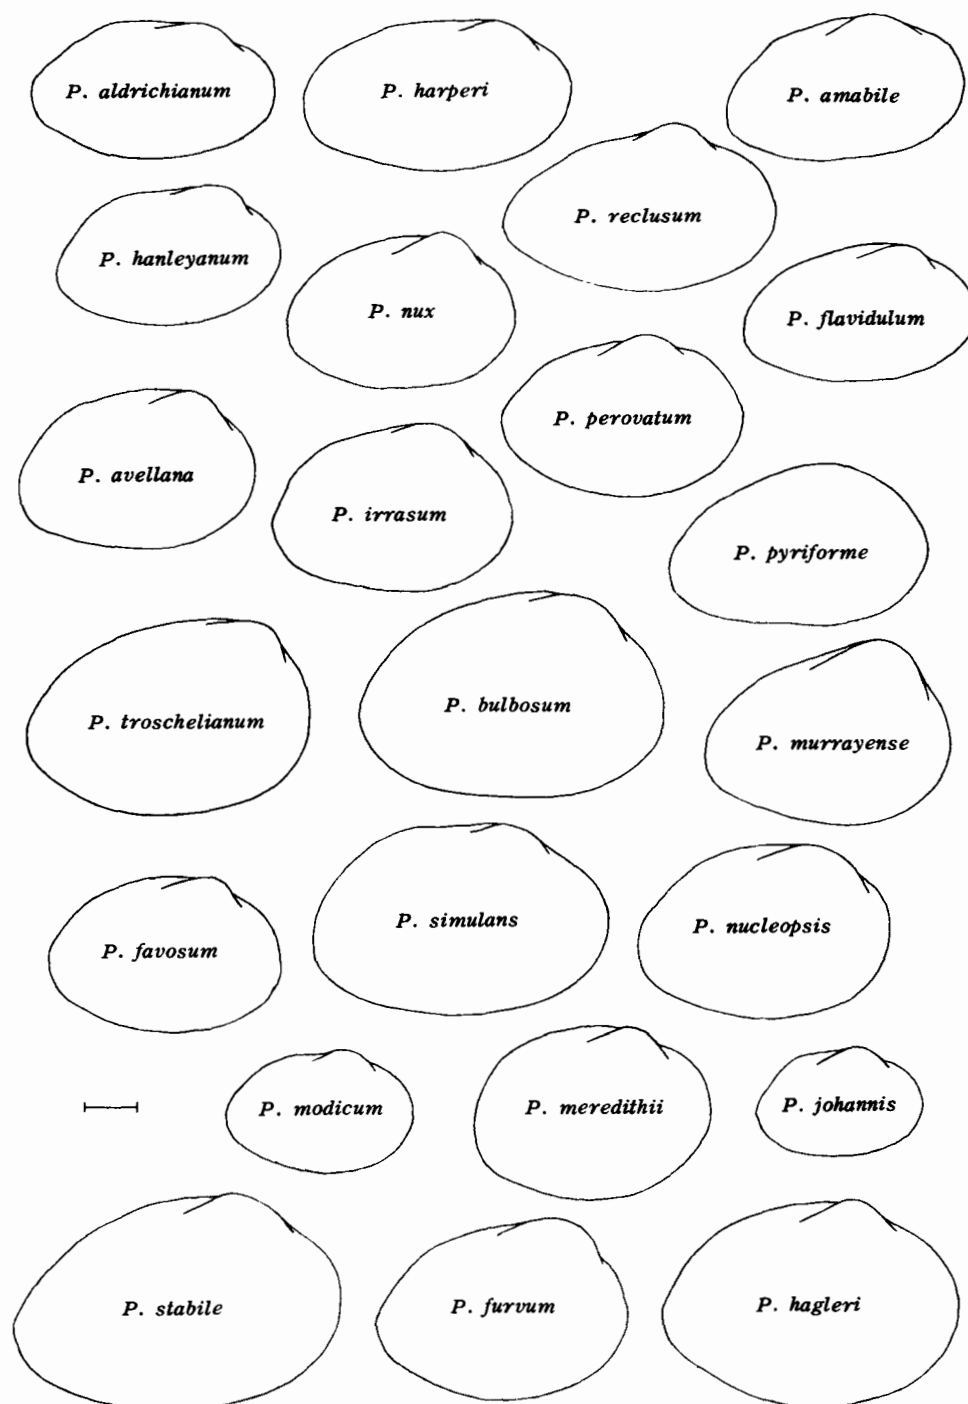 P. aldrichianum
P. harperi
P. amabile
P. reclusum
P. hanleyanum
P. nux
P. flavidulum
P. perovatum
P. avellana
P. irrasum
P. pyriforme
P. troschelianum
P. bulbosum
P. murrayense
P. favosum
P. simulans
P. nucleopsis
P. modicum
P. meredithii
P. johannis
P. stabile
P. furvum
P. hagleri